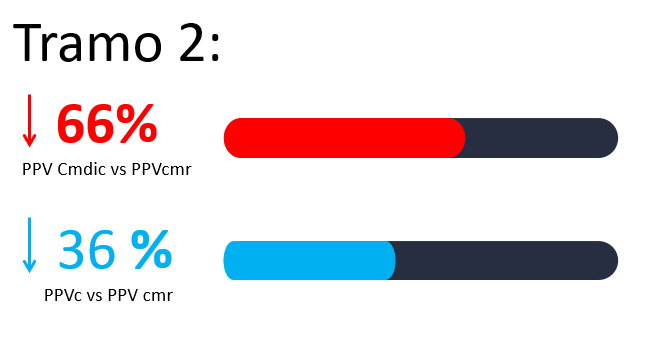 Tramo 2:
↓ 66%
PPV Cmdic vs PPVcmr
↓ 36 %
PPVc vs PPV cmr